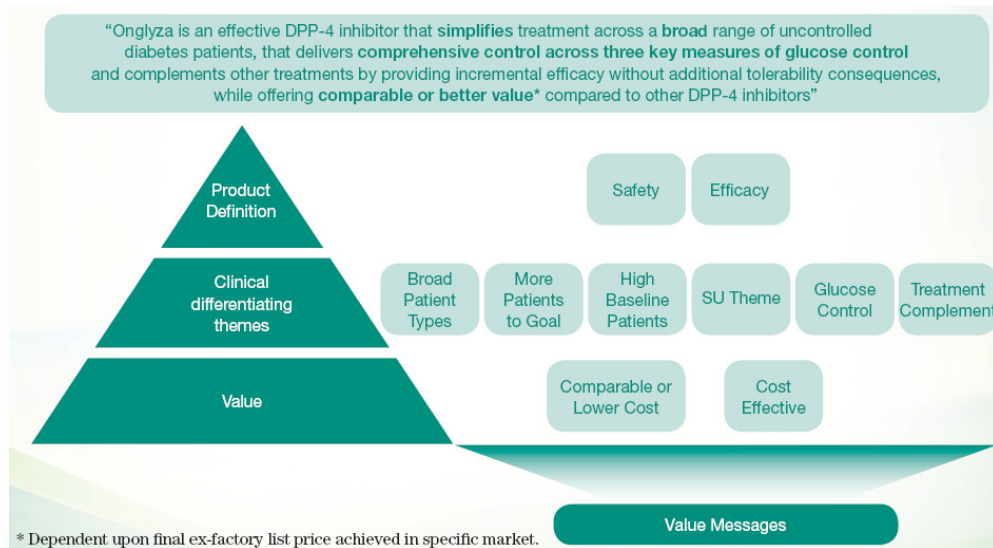 “Onglyza is an effective DPP-4 inhibitor that simplifies treatment across a broad range of uncontrolled
diabetes patients, that delivers comprehensive control across three key measures of glucose control
and complements other treatments by providing incremental efficacy without additional tolerability consequences,
while offering comparable or better value* compared to other DPP-4 inhibitors”
Product
Definition
Safety
Efficacy
Clinical
differentiating
themes
Broad
Patient
Types
More
Patients
to Goal
High
Baseline
Patients
SU Theme
Glucose
Control
Treatment
Complement
Value
Comparable or
Lower Cost
Cost
Effective
Value Messages
* Dependent upon final ex-factory list price achieved in specific market.